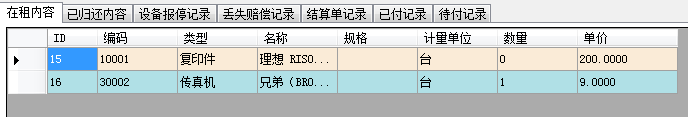 在租内容 已归还内容 设备报停记录 丢失赔偿记录 结算单记录 已付记录 待付记录
ID 编码 类型 名称 规格 计量单位 数量 单价
15 10001 复印件 理想 RISO... 台 0 200.0000
16 30002 传真机 兄弟（BRO... 台 1 9.0000